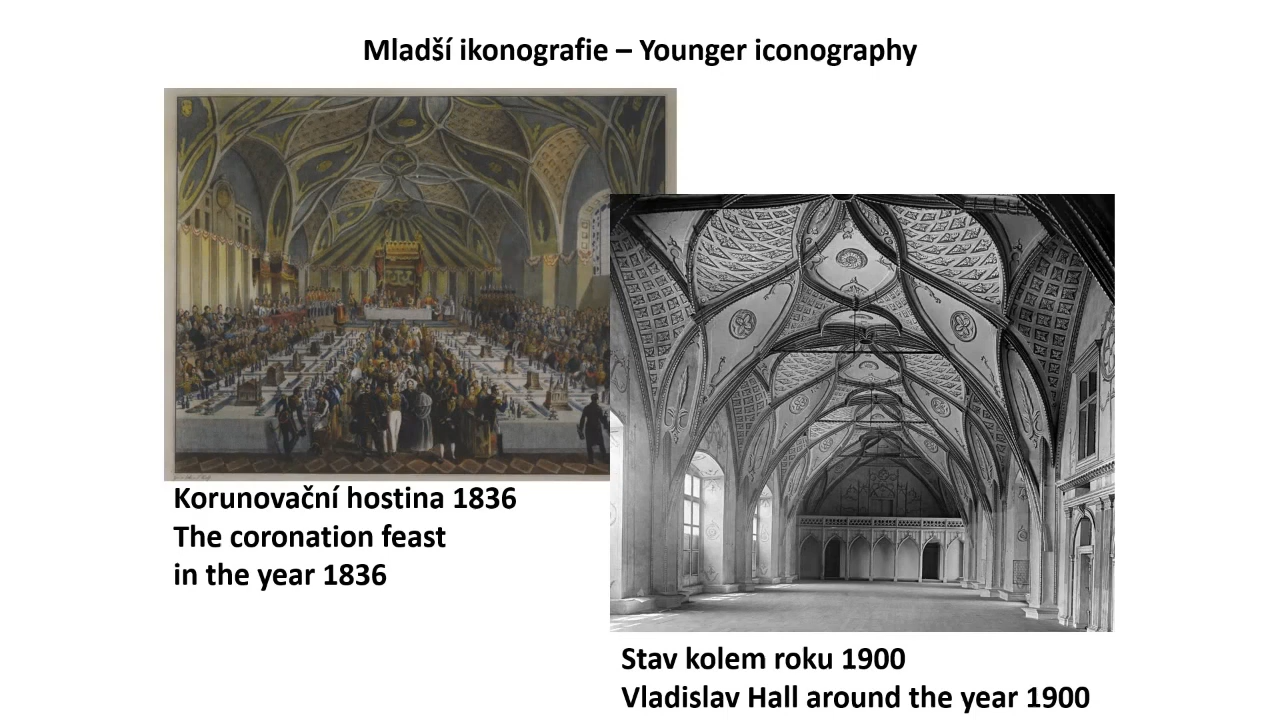 Mladší ikonografie – Younger iconography
Korunovační hostina 1836
The coronation feast
in the year 1836
Stav kolem roku 1900
Vladislav Hall around the year 1900